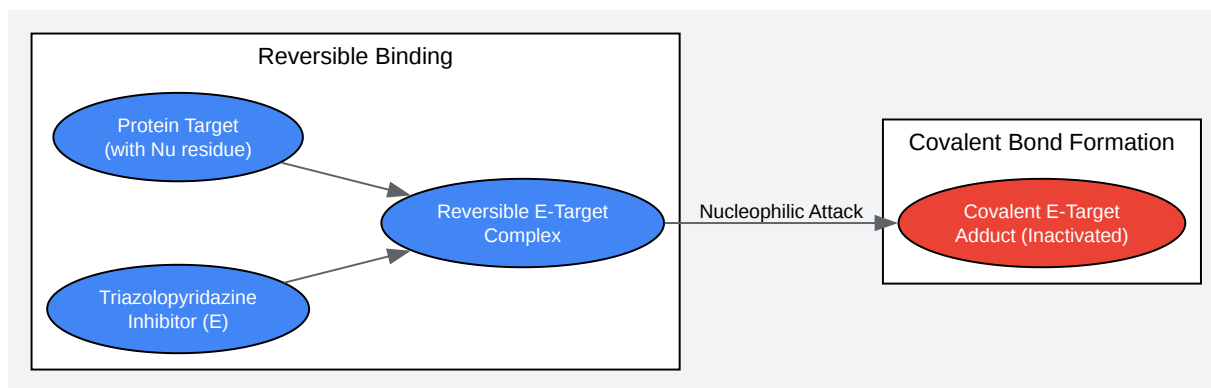 Reversible Binding
Protein Target
(with Nu residue)
Triazolopyridazine
Inhibitor (E)
Reversible E-Target
Complex
Nucleophilic Attack
Covalent Bond Formation
Covalent E-Target
Adduct (Inactivated)